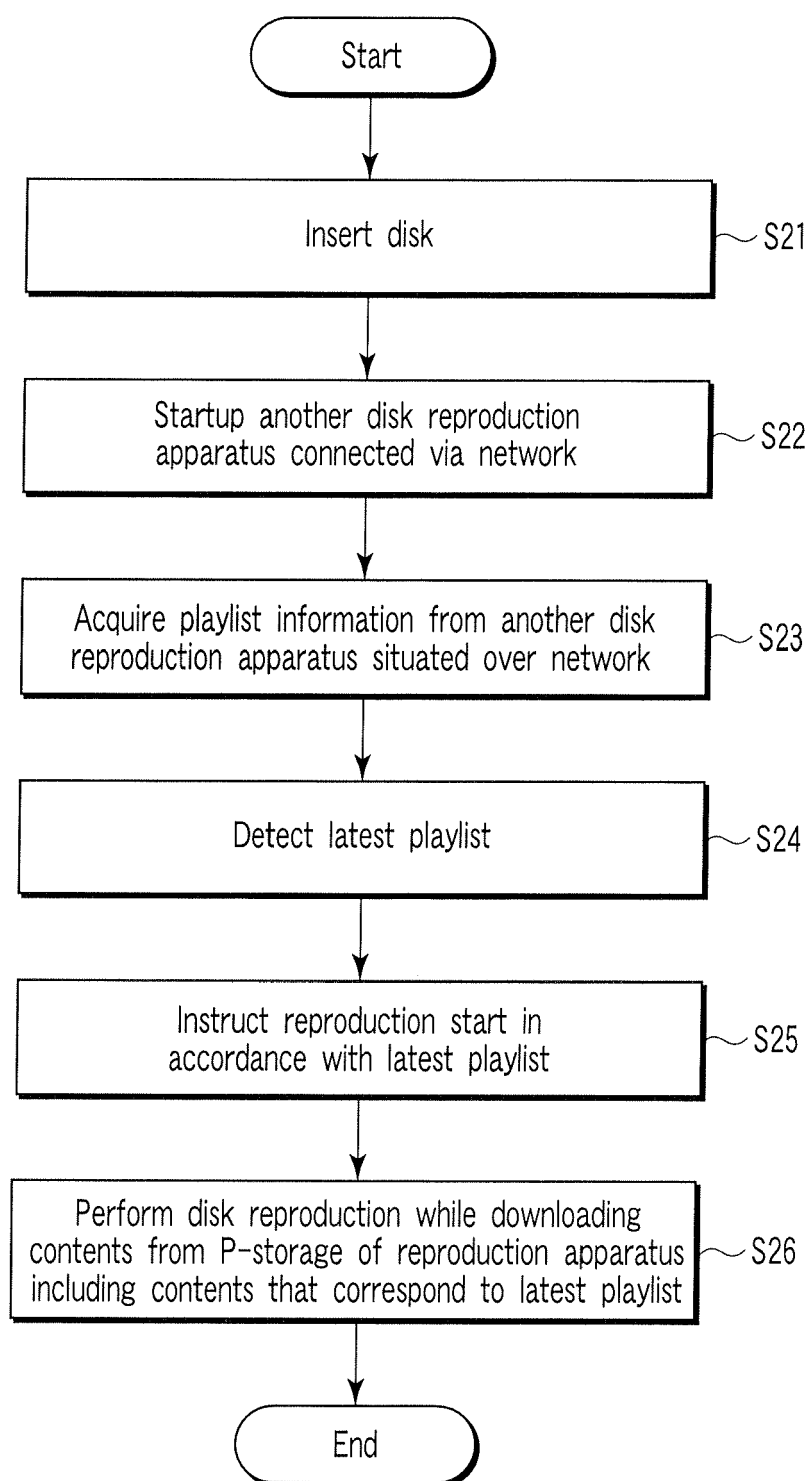 Start
Insert disk
S21
Startup another disk reproduction
apparatus connected via network
S22
Acquire playlist information from another disk
reproduction apparatus situated over network
S23
Detect latest playlist
S24
Instruct reproduction start in
accordance with latest playlist
S25
Perform disk reproduction while downloading
contents from P-storage of reproduction apparatus
including contents that correspond to latest playlist
S26
End